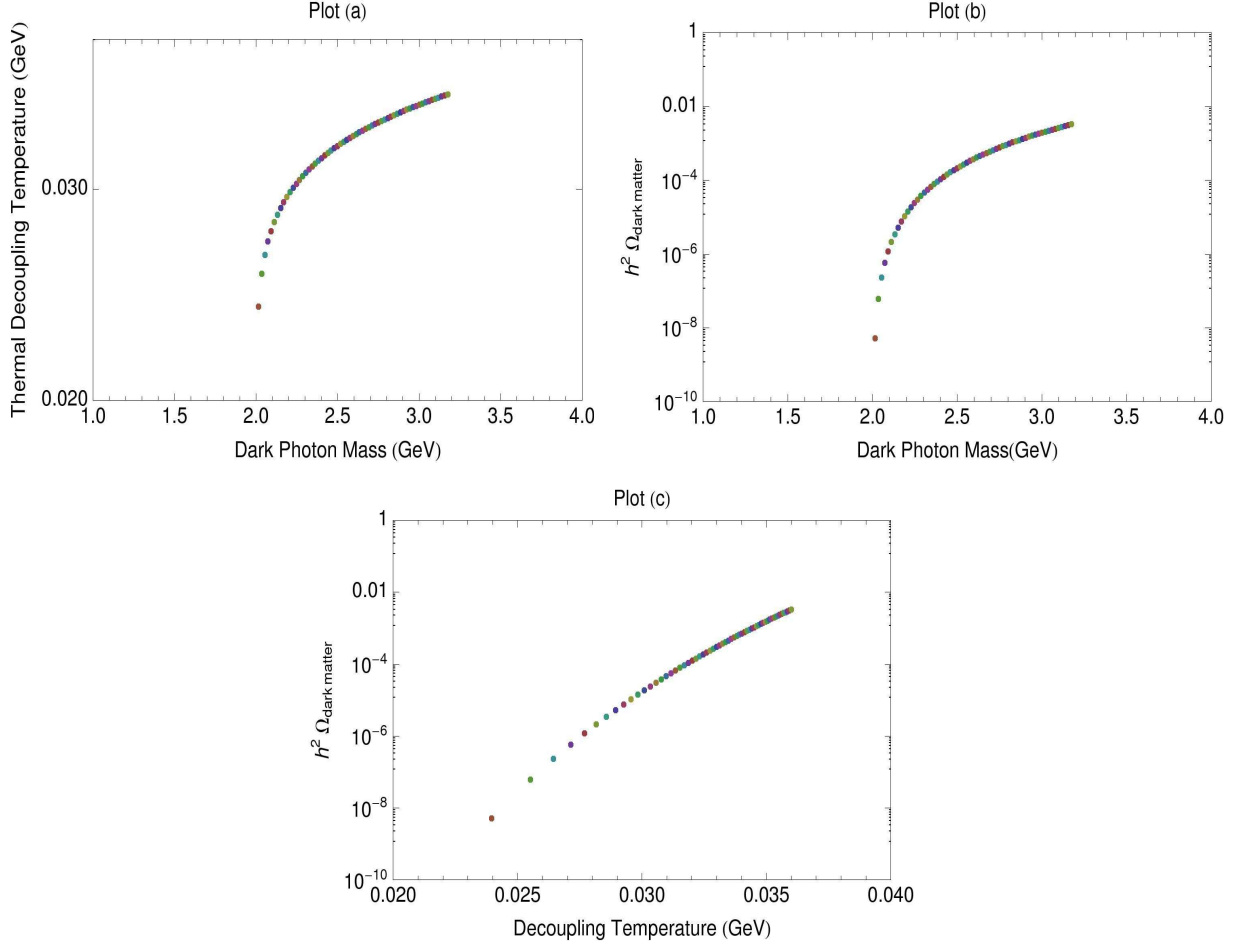 Plot (a)
Thermal Decoupling Temperature (GeV)
0.030
0.020
1.0 1.5 2.0 2.5 3.0 3.5 4.0
Dark Photon Mass (GeV)
Plot (b)
h² Ω dark matter
1
0.01
10⁻⁴
10⁻⁶
10⁻⁸
10⁻¹⁰
1.0 1.5 2.0 2.5 3.0 3.5 4.0
Dark Photon Mass(GeV)
Plot (c)
h² Ω dark matter
1
0.01
10⁻⁴
10⁻⁶
10⁻⁸
10⁻¹⁰
0.020 0.025 0.030 0.035 0.040
Decoupling Temperature (GeV)